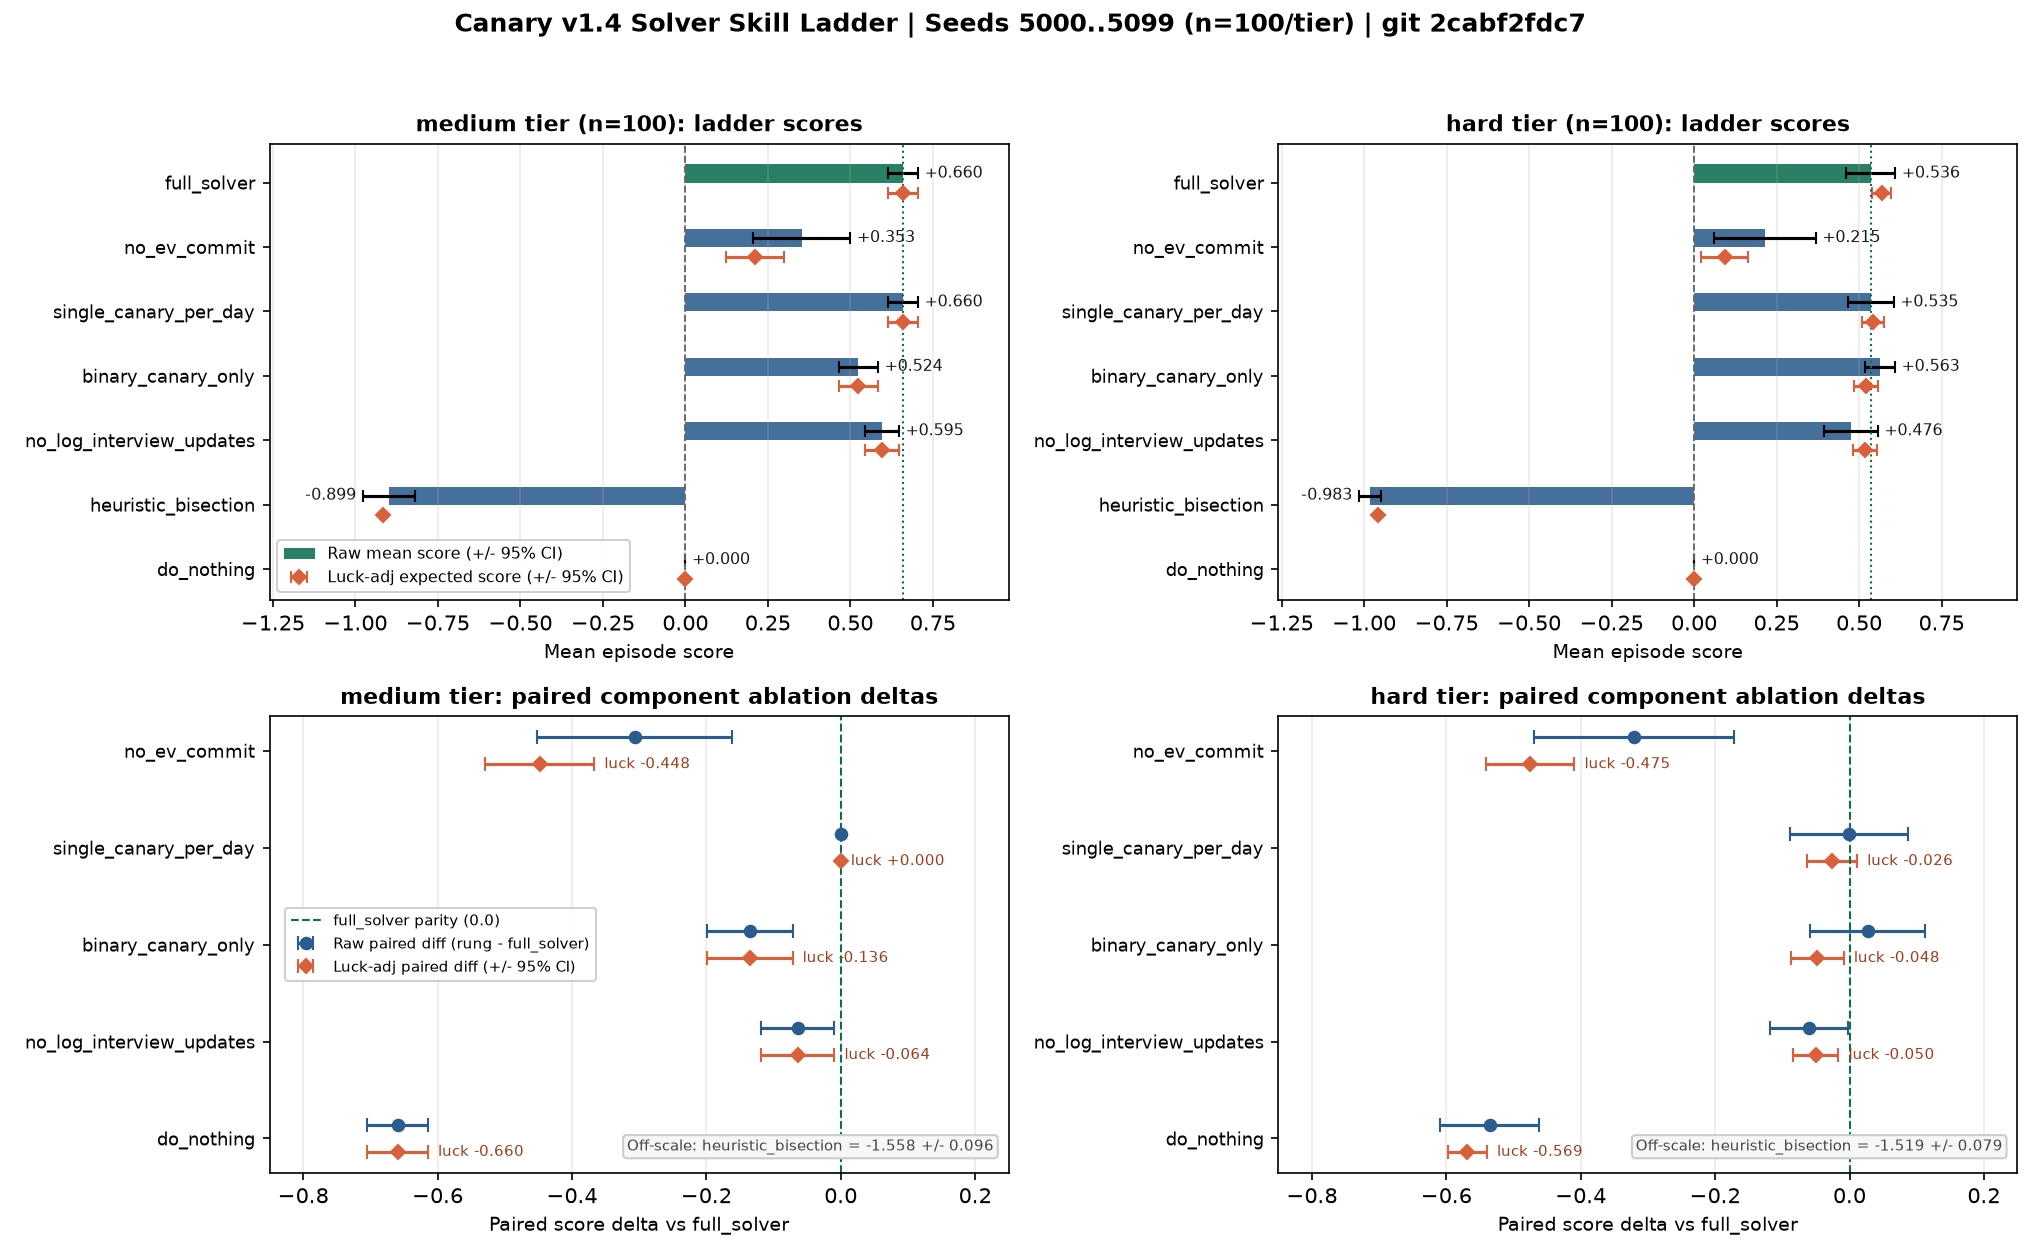 Canary v1.4 Solver Skill Ladder | Seeds 5000..5099 (n=100/tier) | git 2cabf2fdc7
medium tier (n=100): ladder scores
full_solver
+0.660
no_ev_commit
+0.353
single_canary_per_day
+0.660
binary_canary_only
+0.524
no_log_interview_updates
+0.595
heuristic_bisection
-0.899
do_nothing
+0.000
Raw mean score (+/- 95% CI)
Luck-adj expected score (+/- 95% CI)
−1.25 −1.00 −0.75 −0.50 −0.25 0.00 0.25 0.50 0.75
Mean episode score
hard tier (n=100): ladder scores
full_solver
+0.536
no_ev_commit
+0.215
single_canary_per_day
+0.535
binary_canary_only
+0.563
no_log_interview_updates
+0.476
heuristic_bisection
-0.983
do_nothing
+0.000
−1.25 −1.00 −0.75 −0.50 −0.25 0.00 0.25 0.50 0.75
Mean episode score
medium tier: paired component ablation deltas
no_ev_commit
luck -0.448
single_canary_per_day
luck +0.000
full_solver parity (0.0)
Raw paired diff (rung - full_solver)
Luck-adj paired diff (+/- 95% CI)
binary_canary_only
luck -0.136
no_log_interview_updates
luck -0.064
do_nothing
luck -0.660
Off-scale: heuristic_bisection = -1.558 +/- 0.096
−0.8 −0.6 −0.4 −0.2 0.0 0.2
Paired score delta vs full_solver
hard tier: paired component ablation deltas
no_ev_commit
luck -0.475
single_canary_per_day
luck -0.026
binary_canary_only
luck -0.048
no_log_interview_updates
luck -0.050
do_nothing
luck -0.569
Off-scale: heuristic_bisection = -1.519 +/- 0.079
−0.8 −0.6 −0.4 −0.2 0.0 0.2
Paired score delta vs full_solver